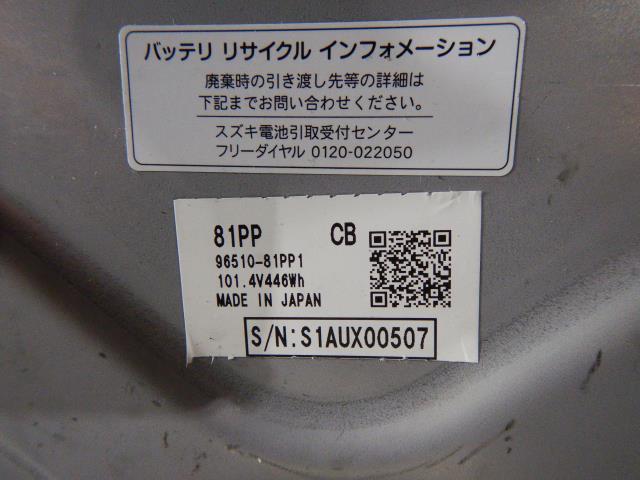 バッテリ リサイクル インフォメーション
廃棄時の引き渡し先等の詳細は
下記までお問い合わせください。
スズキ電池引取受付センター
フリーダイヤル 0120-022050
81PP CB
96510-81PP1
101.4V446Wh
MADE IN JAPAN
S/N:S1AUX00507